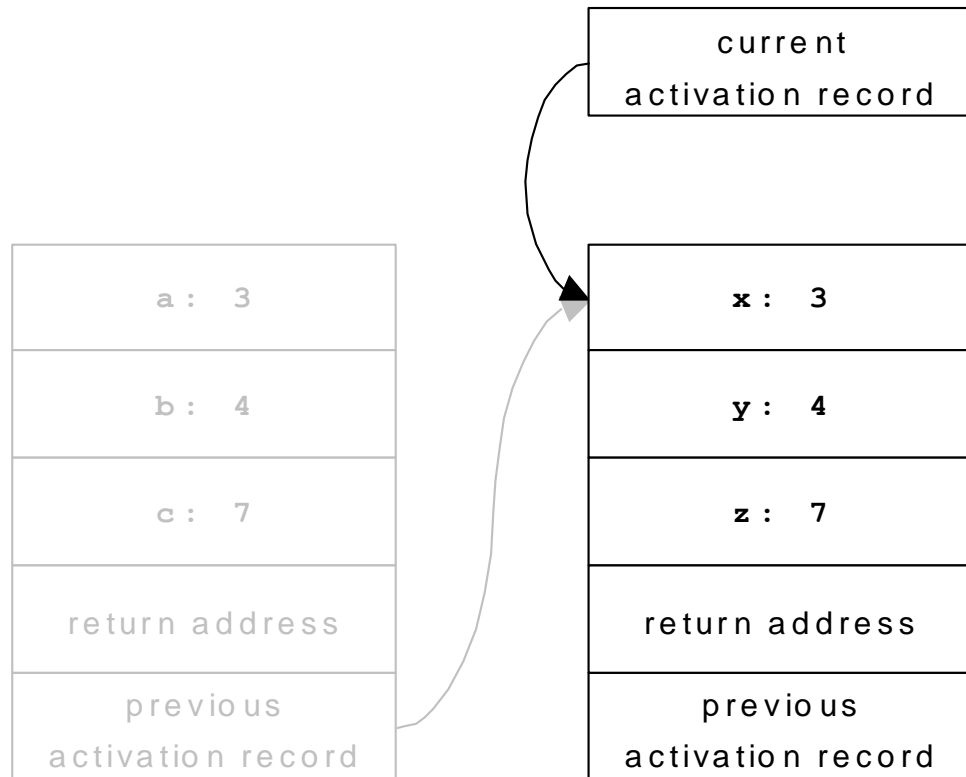 current
activation record
a: 3
b: 4
c: 7
return address
previous
activation record
x: 3
y: 4
z: 7
return address
previous
activation record